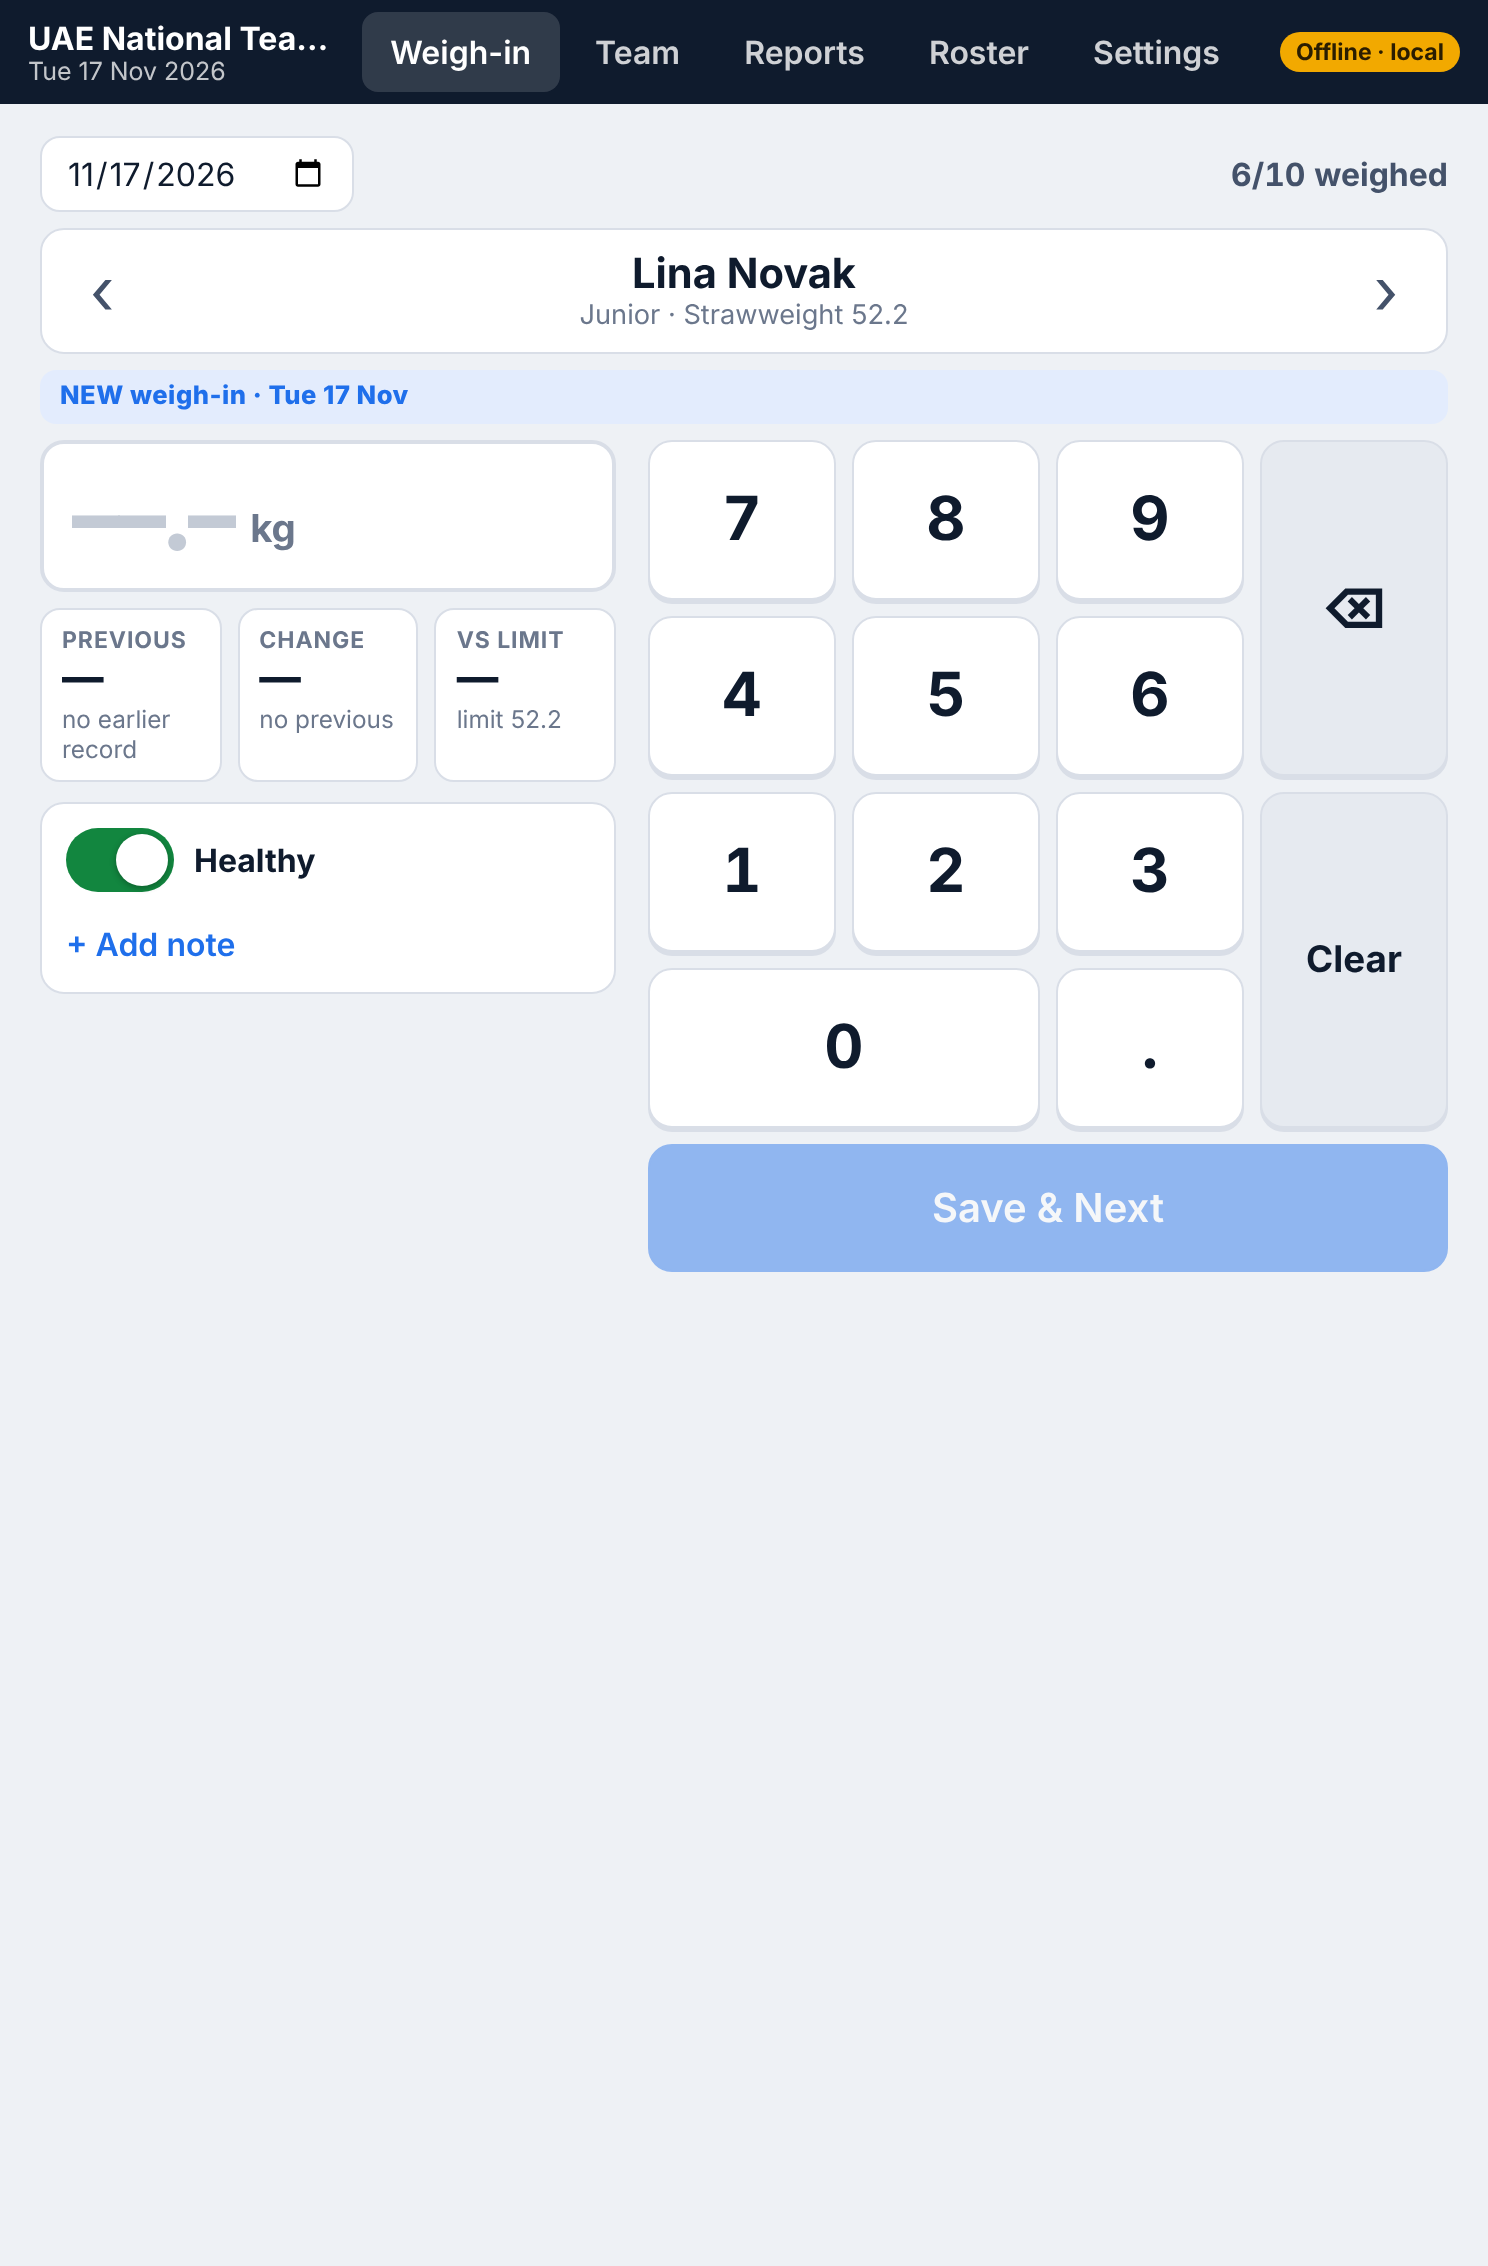 UAE National Tea...
Tue 17 Nov 2026
Weigh-in
Team
Reports
Roster
Settings
Offline · local
11/17/2026
6/10 weighed
‹
Lina Novak
Junior · Strawweight 52.2
›
NEW weigh-in · Tue 17 Nov
——.— kg
PREVIOUS
—
no earlier
record
CHANGE
—
no previous
VS LIMIT
—
limit 52.2
Healthy
+ Add note
7
8
9
⌫
4
5
6
1
2
3
Clear
0
.
Save & Next